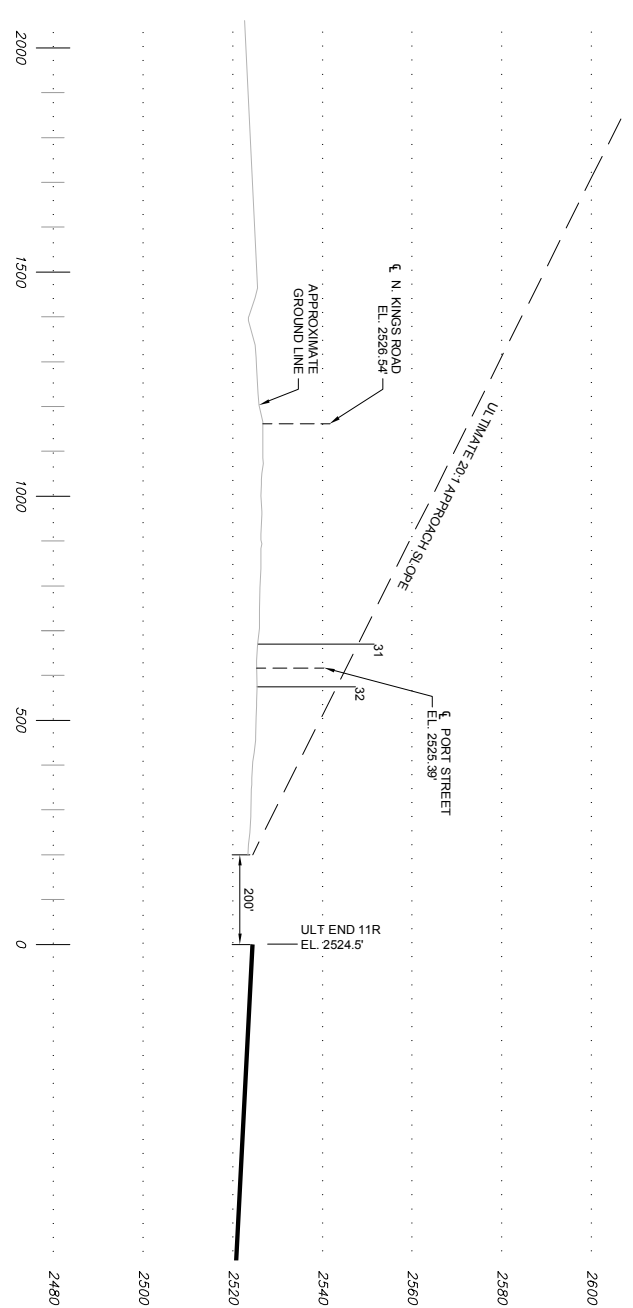 2000
1500
1000
500
0
2600
2580
2560
2540
2520
2500
2480
ULTIMATE 20:1 APPROACH SLOPE
℄ N. KINGS ROAD
EL. 2526.54'
APPROXIMATE
GROUND LINE
31
32
℄ PORT STREET
EL. 2525.39'
200'
ULT END 11R
EL. 2524.5'